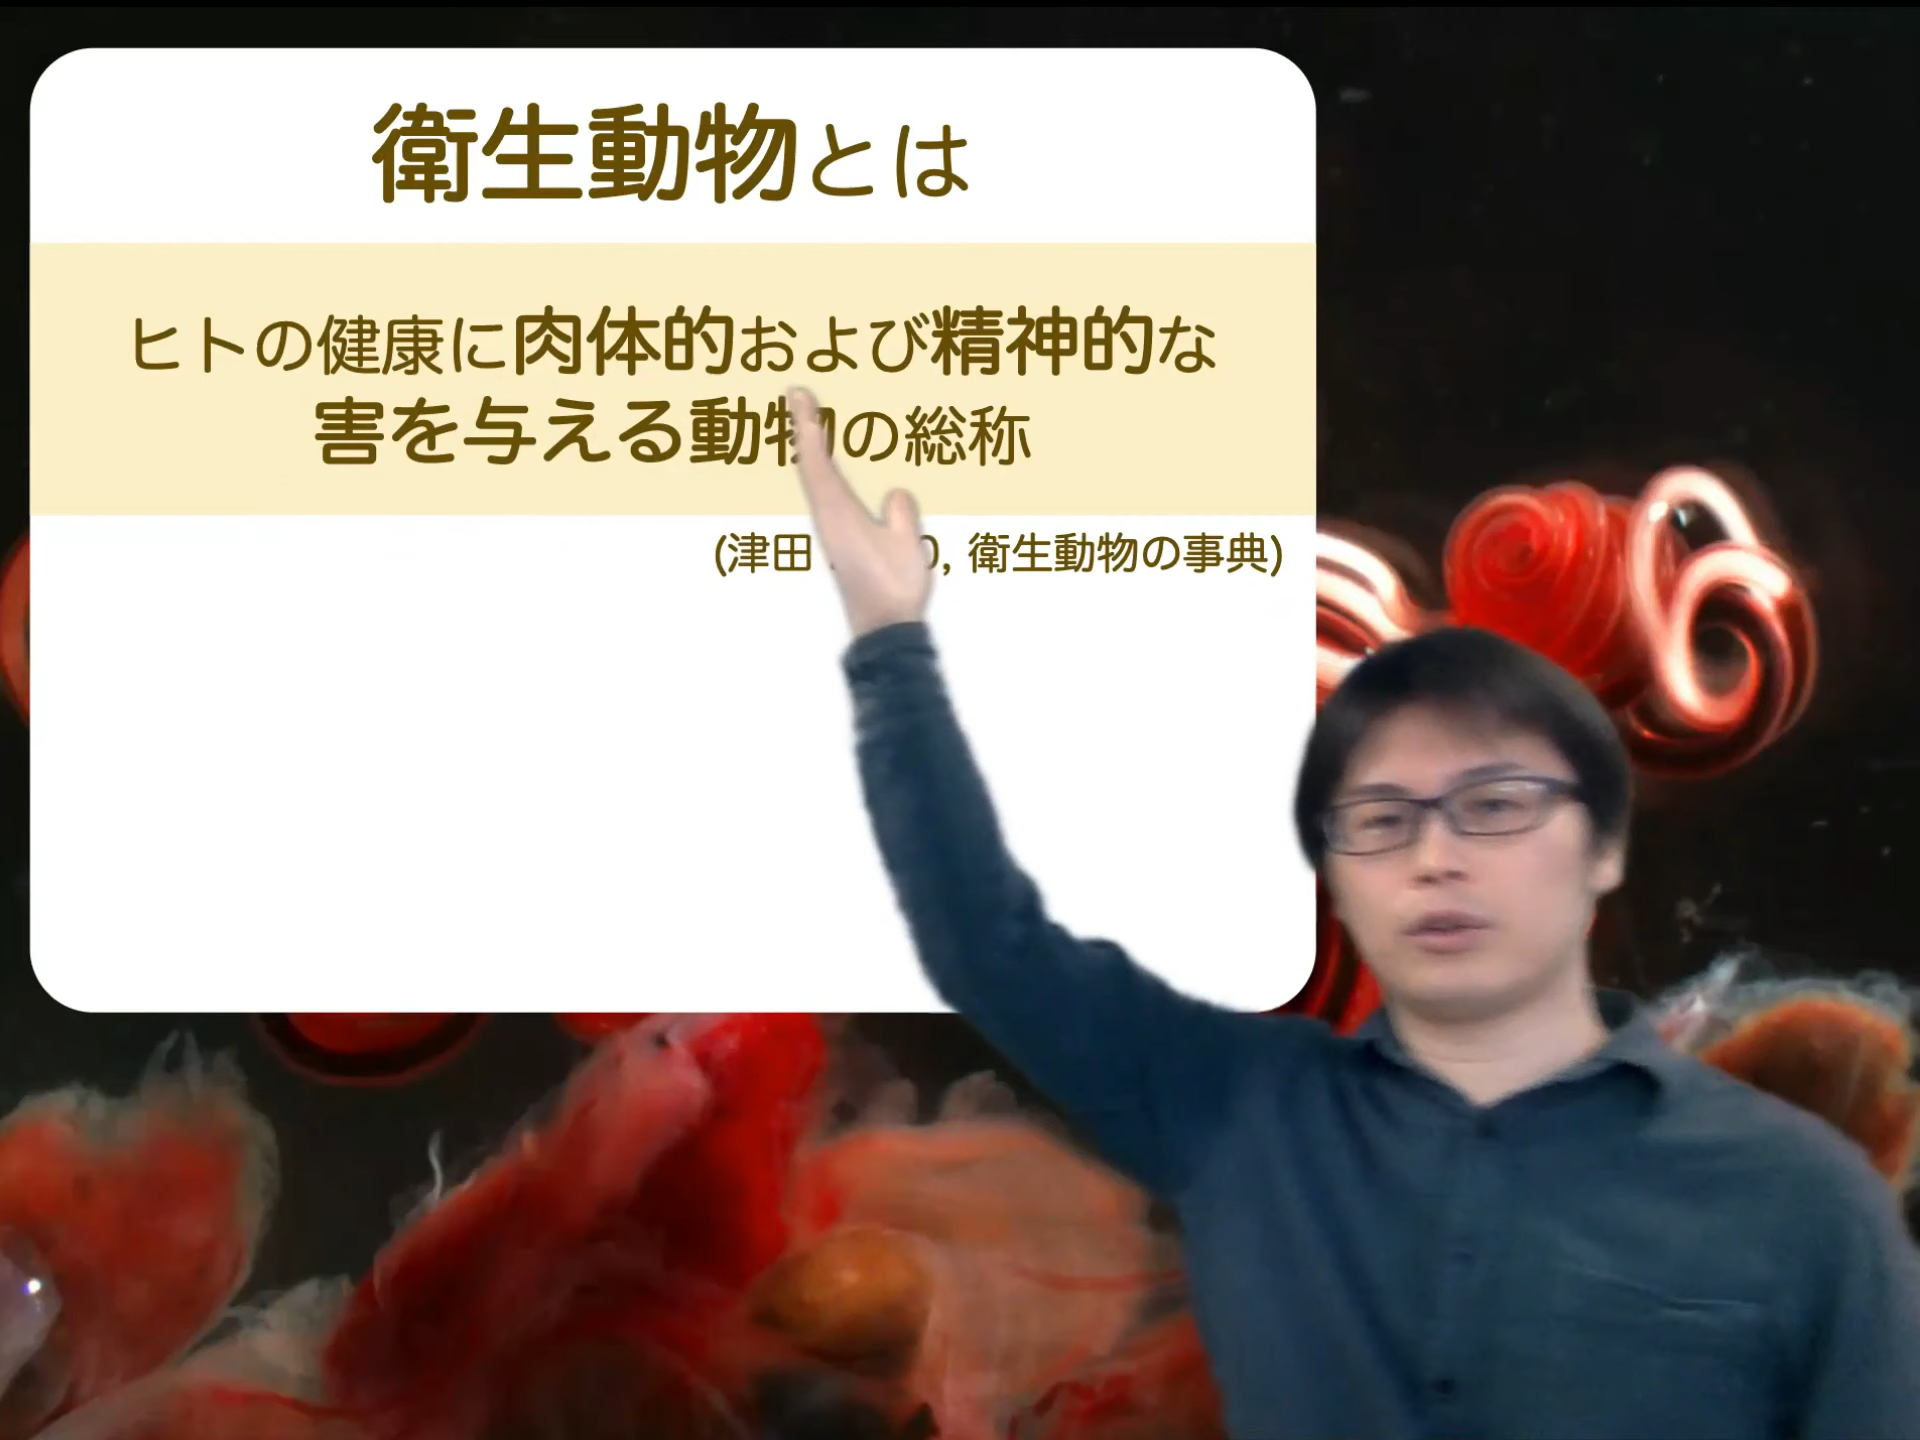 衛生動物とは
ヒトの健康に肉体的および精神的な
害を与える動物の総称
(津田 , 衛生動物の事典)